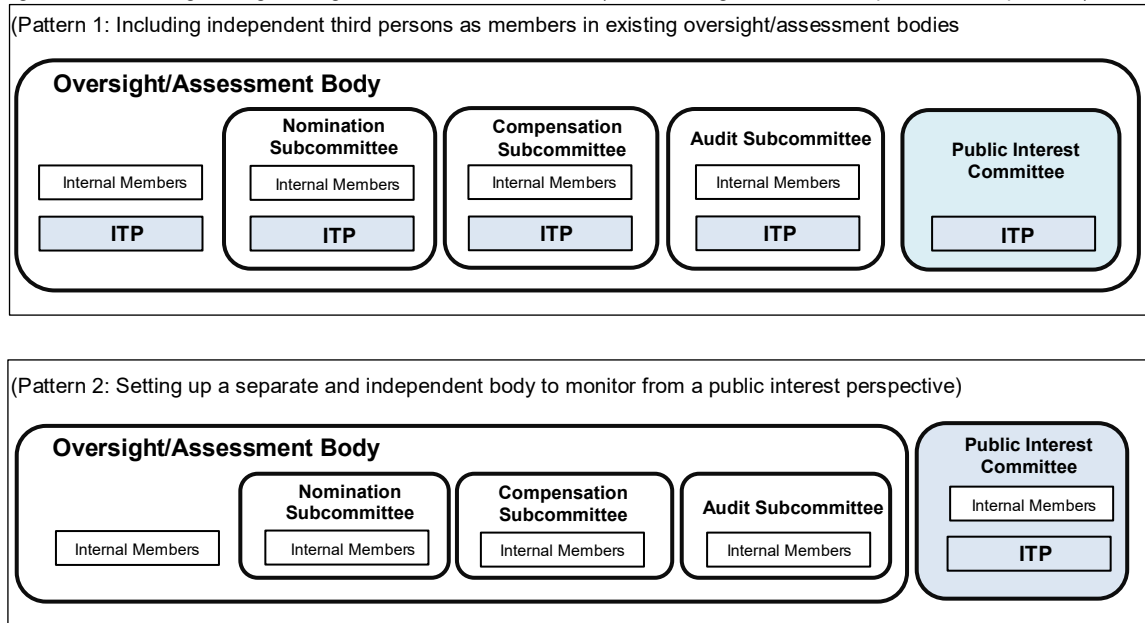 (Pattern 1: Including independent third persons as members in existing oversight/assessment bodies
Oversight/Assessment Body
Nomination
Subcommittee
Compensation
Subcommittee
Audit Subcommittee
Public Interest
Committee
Internal Members
Internal Members
Internal Members
Internal Members
ITP
ITP
ITP
ITP
ITP
(Pattern 2: Setting up a separate and independent body to monitor from a public interest perspective)
Oversight/Assessment Body
Nomination
Subcommittee
Compensation
Subcommittee
Audit Subcommittee
Public Interest
Committee
Internal Members
Internal Members
Internal Members
Internal Members
Internal Members
ITP